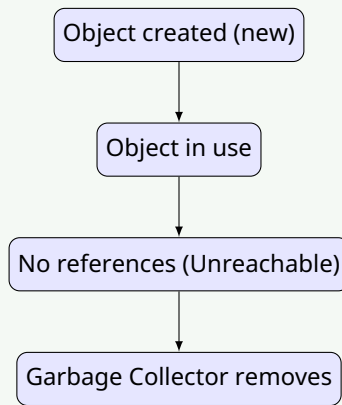 Object created (new)
Object in use
No references (Unreachable)
Garbage Collector removes